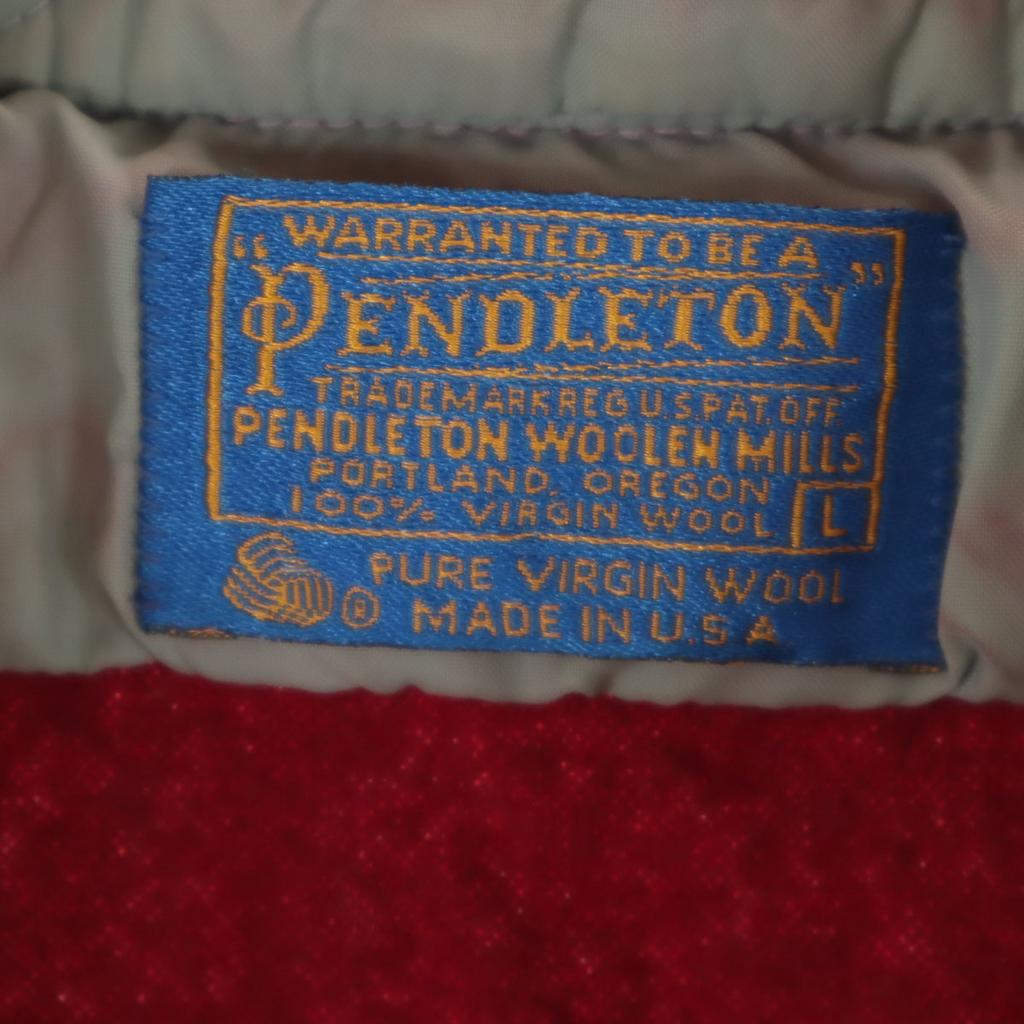 WARRANTED TO BE A
“PENDLETON”
TRADEMARK REG U.S. PAT. OFF.
PENDLETON WOOLEN MILLS
PORTLAND, OREGON
100% VIRGIN WOOL L
PURE VIRGIN WOOL
® MADE IN U.S A